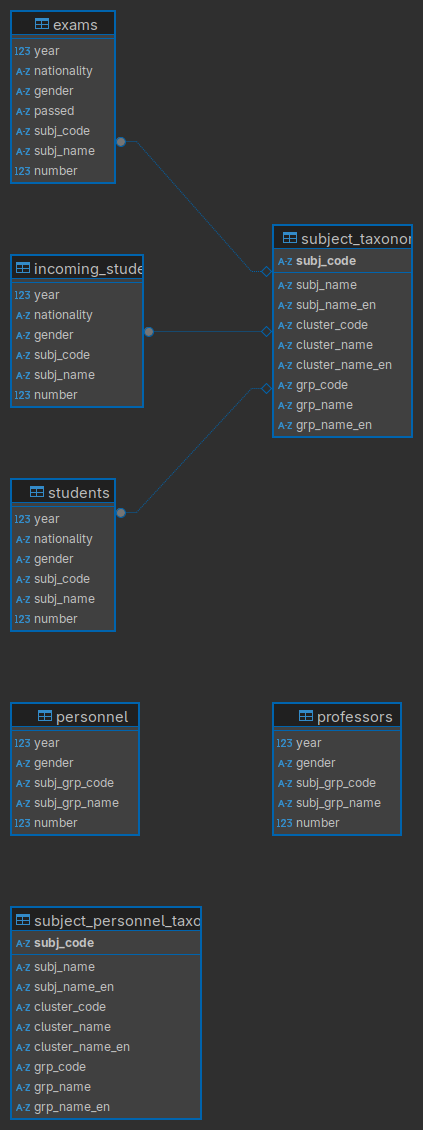 exams
123 year
A-Z nationality
A-Z gender
A-Z passed
A-Z subj_code
A-Z subj_name
123 number
subject_taxonor
A-Z subj_code
A-Z subj_name
A-Z subj_name_en
A-Z cluster_code
A-Z cluster_name
A-Z cluster_name_en
A-Z grp_code
A-Z grp_name
A-Z grp_name_en
incoming_stude
123 year
A-Z nationality
A-Z gender
A-Z subj_code
A-Z subj_name
123 number
students
123 year
A-Z nationality
A-Z gender
A-Z subj_code
A-Z subj_name
123 number
personnel
123 year
A-Z gender
A-Z subj_grp_code
A-Z subj_grp_name
123 number
professors
123 year
A-Z gender
A-Z subj_grp_code
A-Z subj_grp_name
123 number
subject_personnel_taxo
A-Z subj_code
A-Z subj_name
A-Z subj_name_en
A-Z cluster_code
A-Z cluster_name
A-Z cluster_name_en
A-Z grp_code
A-Z grp_name
A-Z grp_name_en